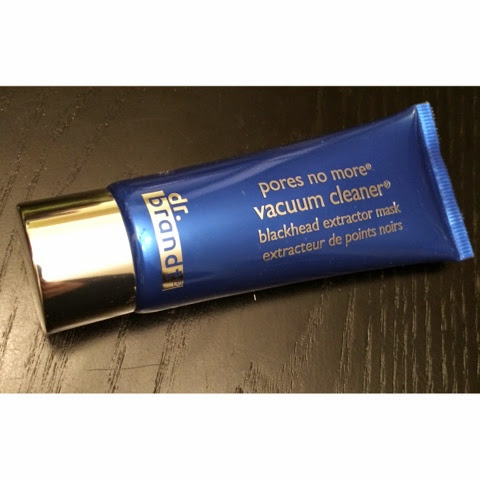 dr.
brandt
pores no more®
vacuum cleaner®
blackhead extractor mask
extracteur de points noirs